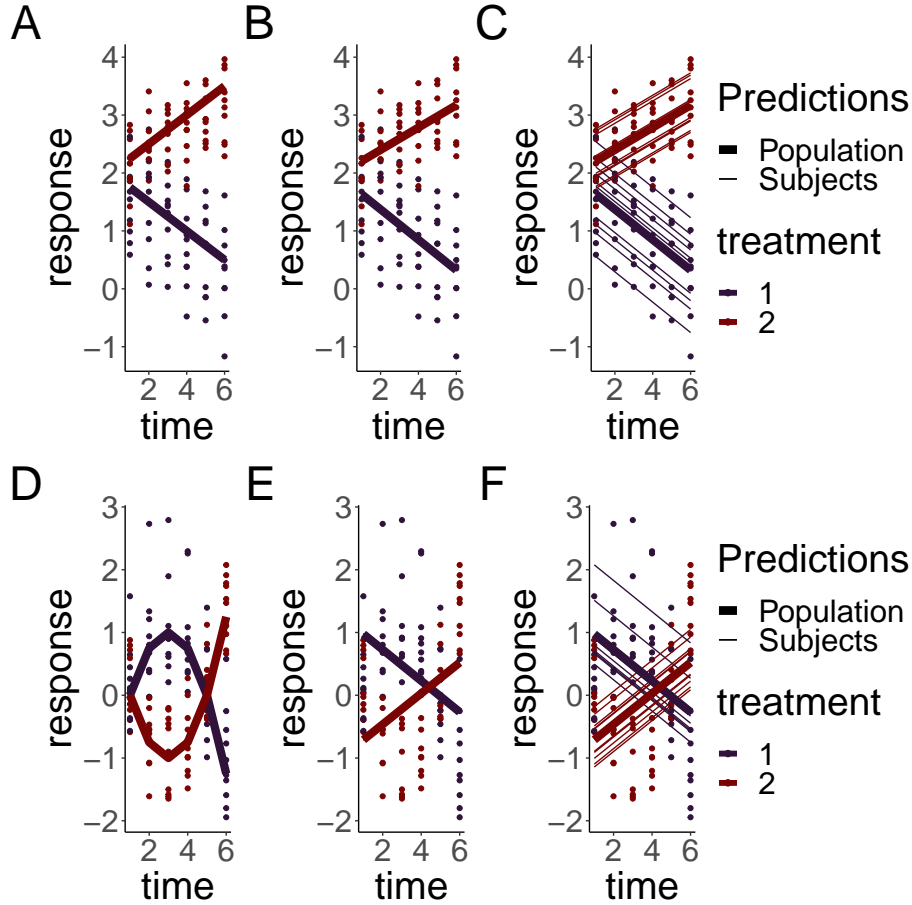 A B C
4
3
2
1
0
−1
response
2 4 6
time
4
3
2
1
0
−1
response
2 4 6
time
4
3
2
1
0
−1
response
2 4 6
time
Predictions
Population
Subjects
treatment
1
2
D E F
3
2
1
0
−1
−2
response
2 4 6
time
3
2
1
0
−1
−2
response
2 4 6
time
3
2
1
0
−1
−2
response
2 4 6
time
Predictions
Population
Subjects
treatment
1
2